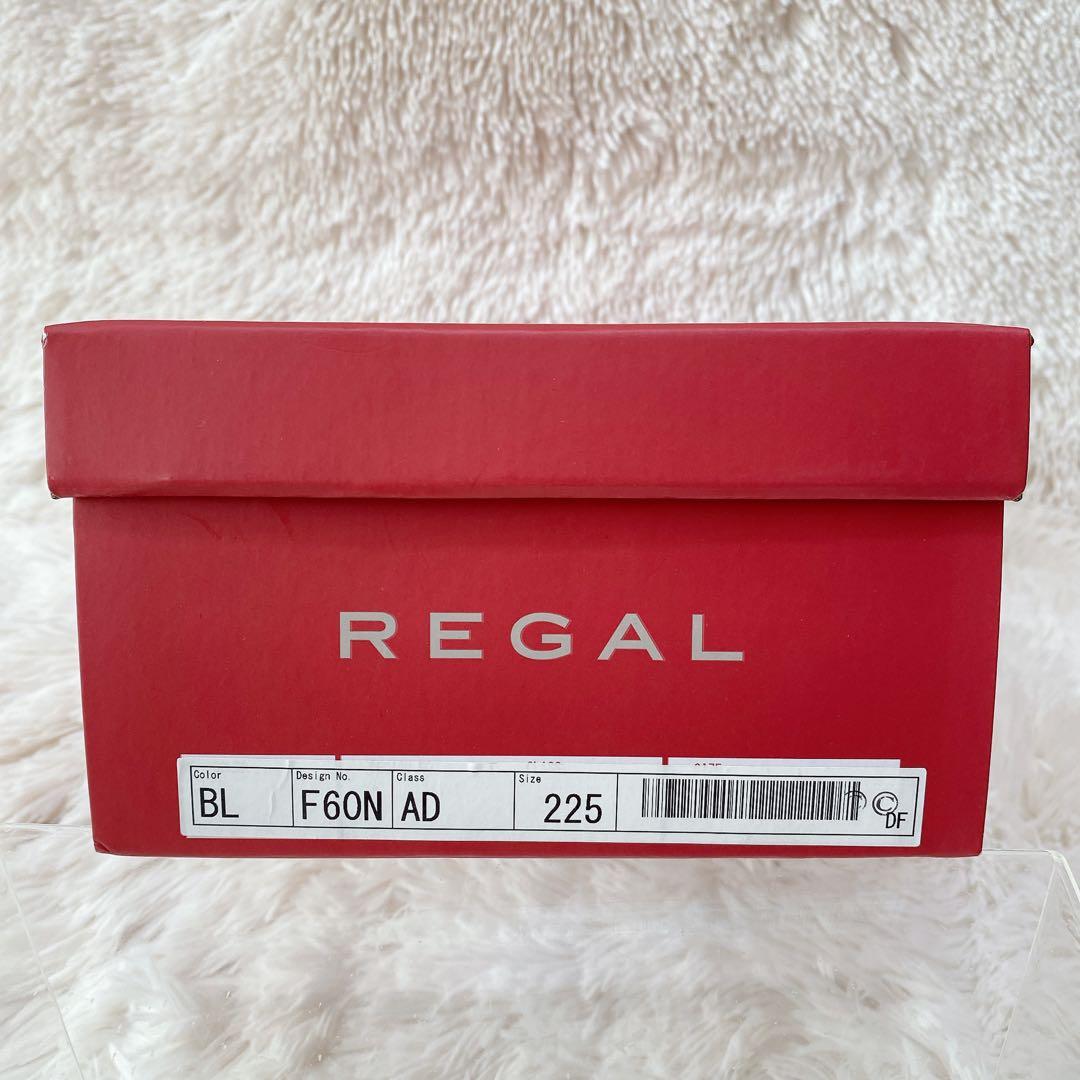 REGAL
Color Design No. Class Size
BL F60N AD 225 ©
DF